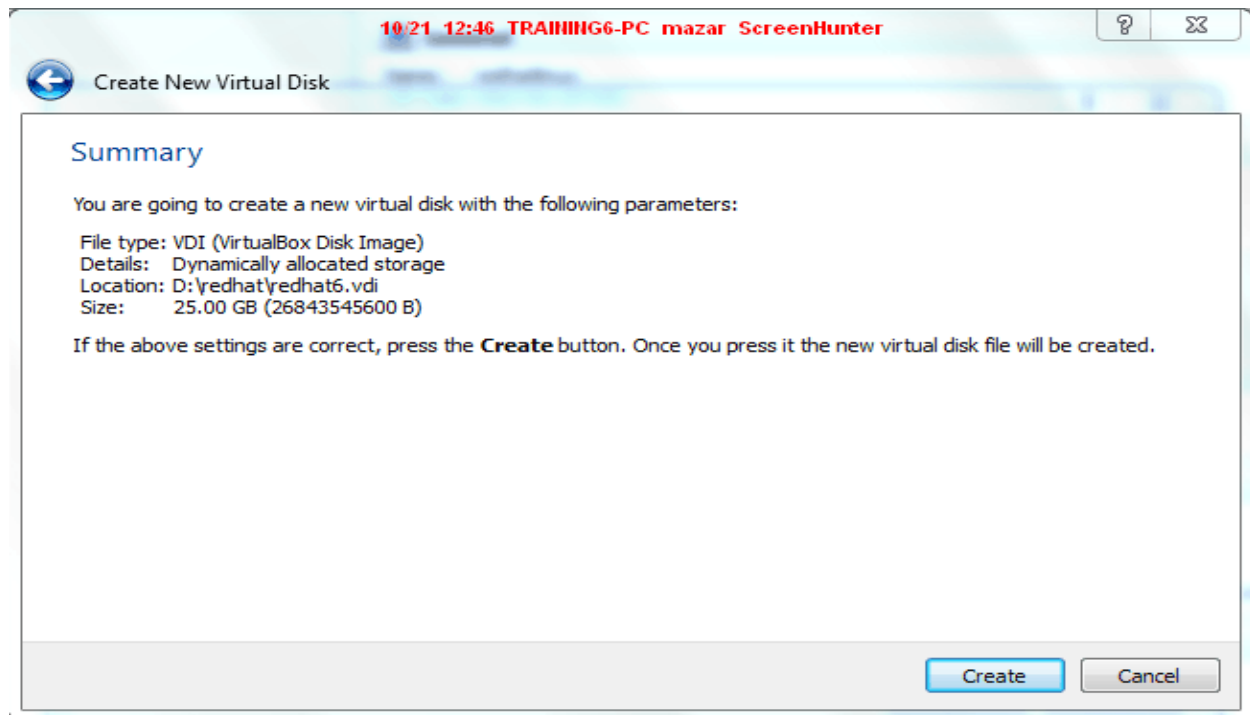 10/21 12:46 TRAINING6-PC mazar ScreenHunter
Create New Virtual Disk
Summary
You are going to create a new virtual disk with the following parameters:
File type: VDI (VirtualBox Disk Image)
Details: Dynamically allocated storage
Location: D:\redhat\redhat6.vdi
Size: 25.00 GB (26843545600 B)
If the above settings are correct, press the Create button. Once you press it the new virtual disk file will be created.
Create Cancel